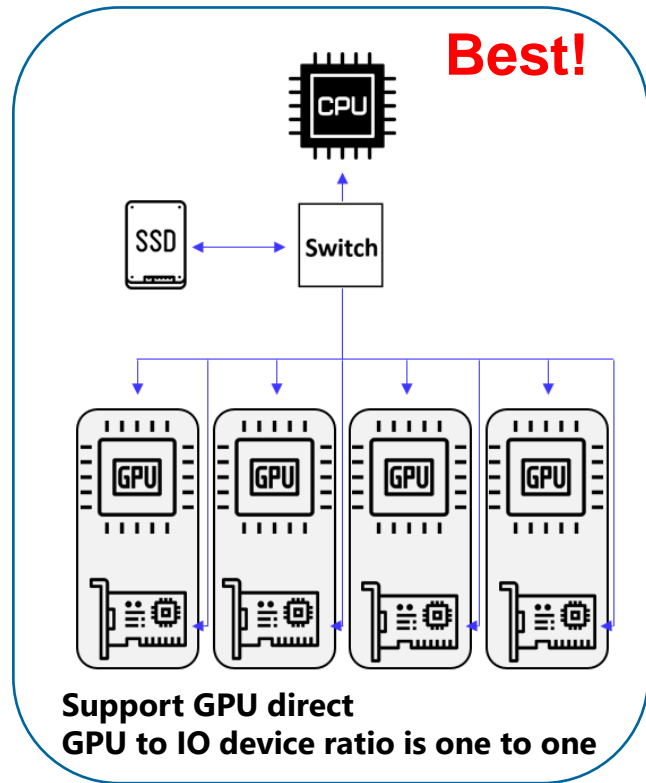 Best!
CPU
SSD
Switch
GPU GPU GPU GPU
Support GPU direct
GPU to IO device ratio is one to one